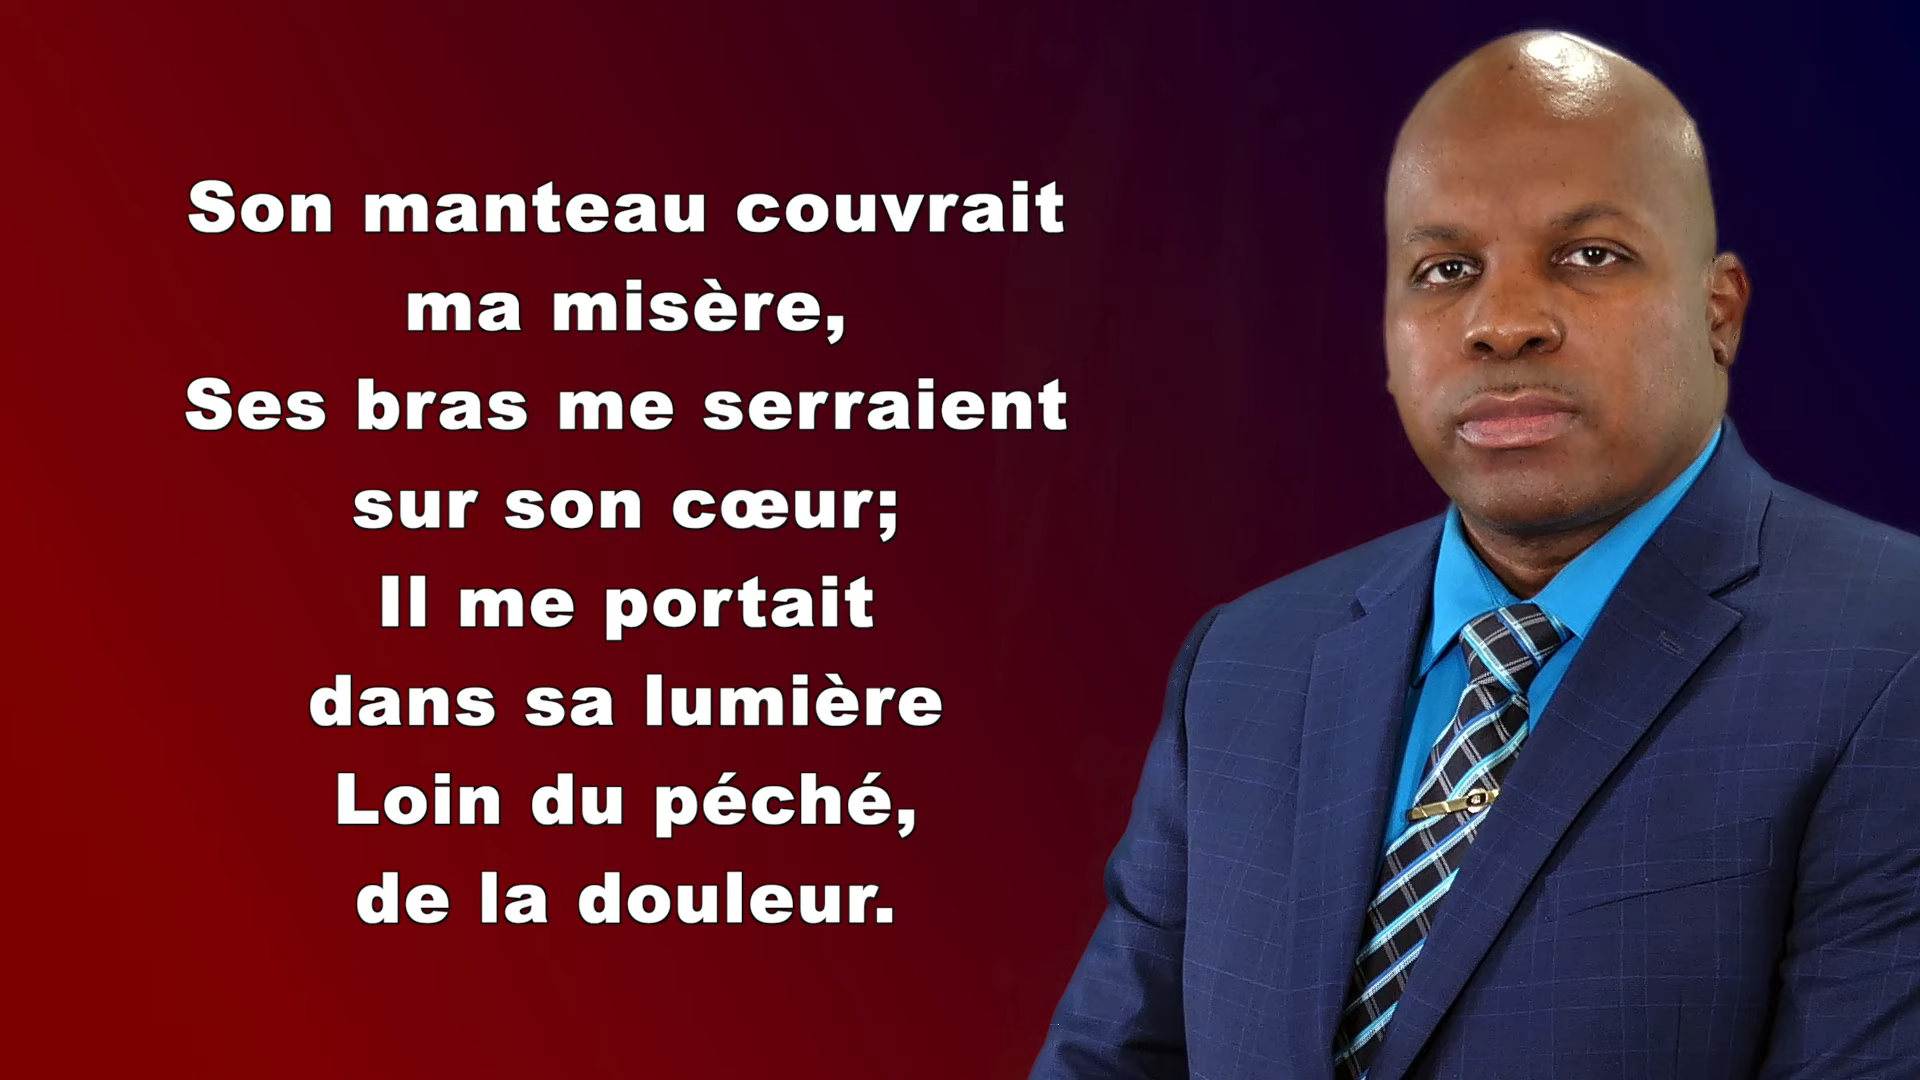 Son manteau couvrait
ma misère,
Ses bras me serraient
sur son cœur;
Il me portait
dans sa lumière
Loin du péché,
de la douleur.